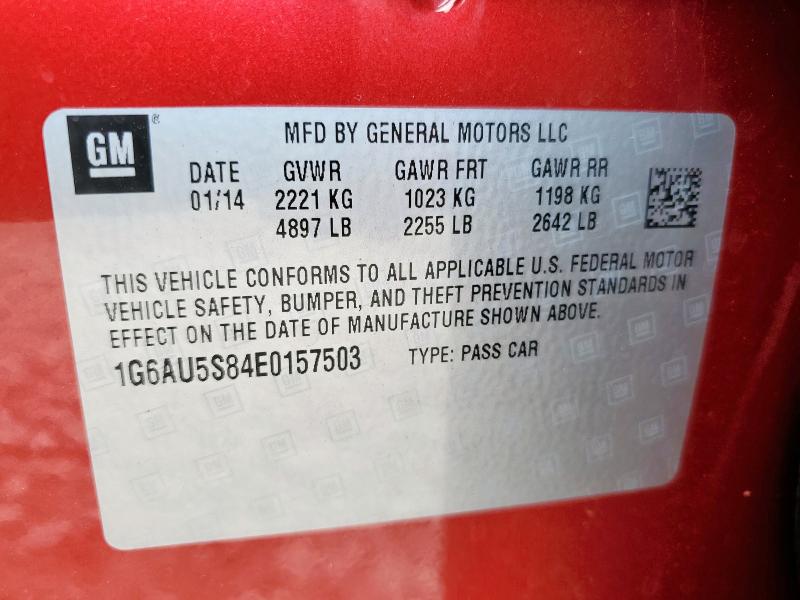 GM®
MFD BY GENERAL MOTORS LLC
DATE GVWR GAWR FRT GAWR RR
01/14 2221 KG 1023 KG 1198 KG
4897 LB 2255 LB 2642 LB
THIS VEHICLE CONFORMS TO ALL APPLICABLE U.S. FEDERAL MOTOR
VEHICLE SAFETY, BUMPER, AND THEFT PREVENTION STANDARDS IN
EFFECT ON THE DATE OF MANUFACTURE SHOWN ABOVE.
1G6AU5S84E0157503 TYPE: PASS CAR